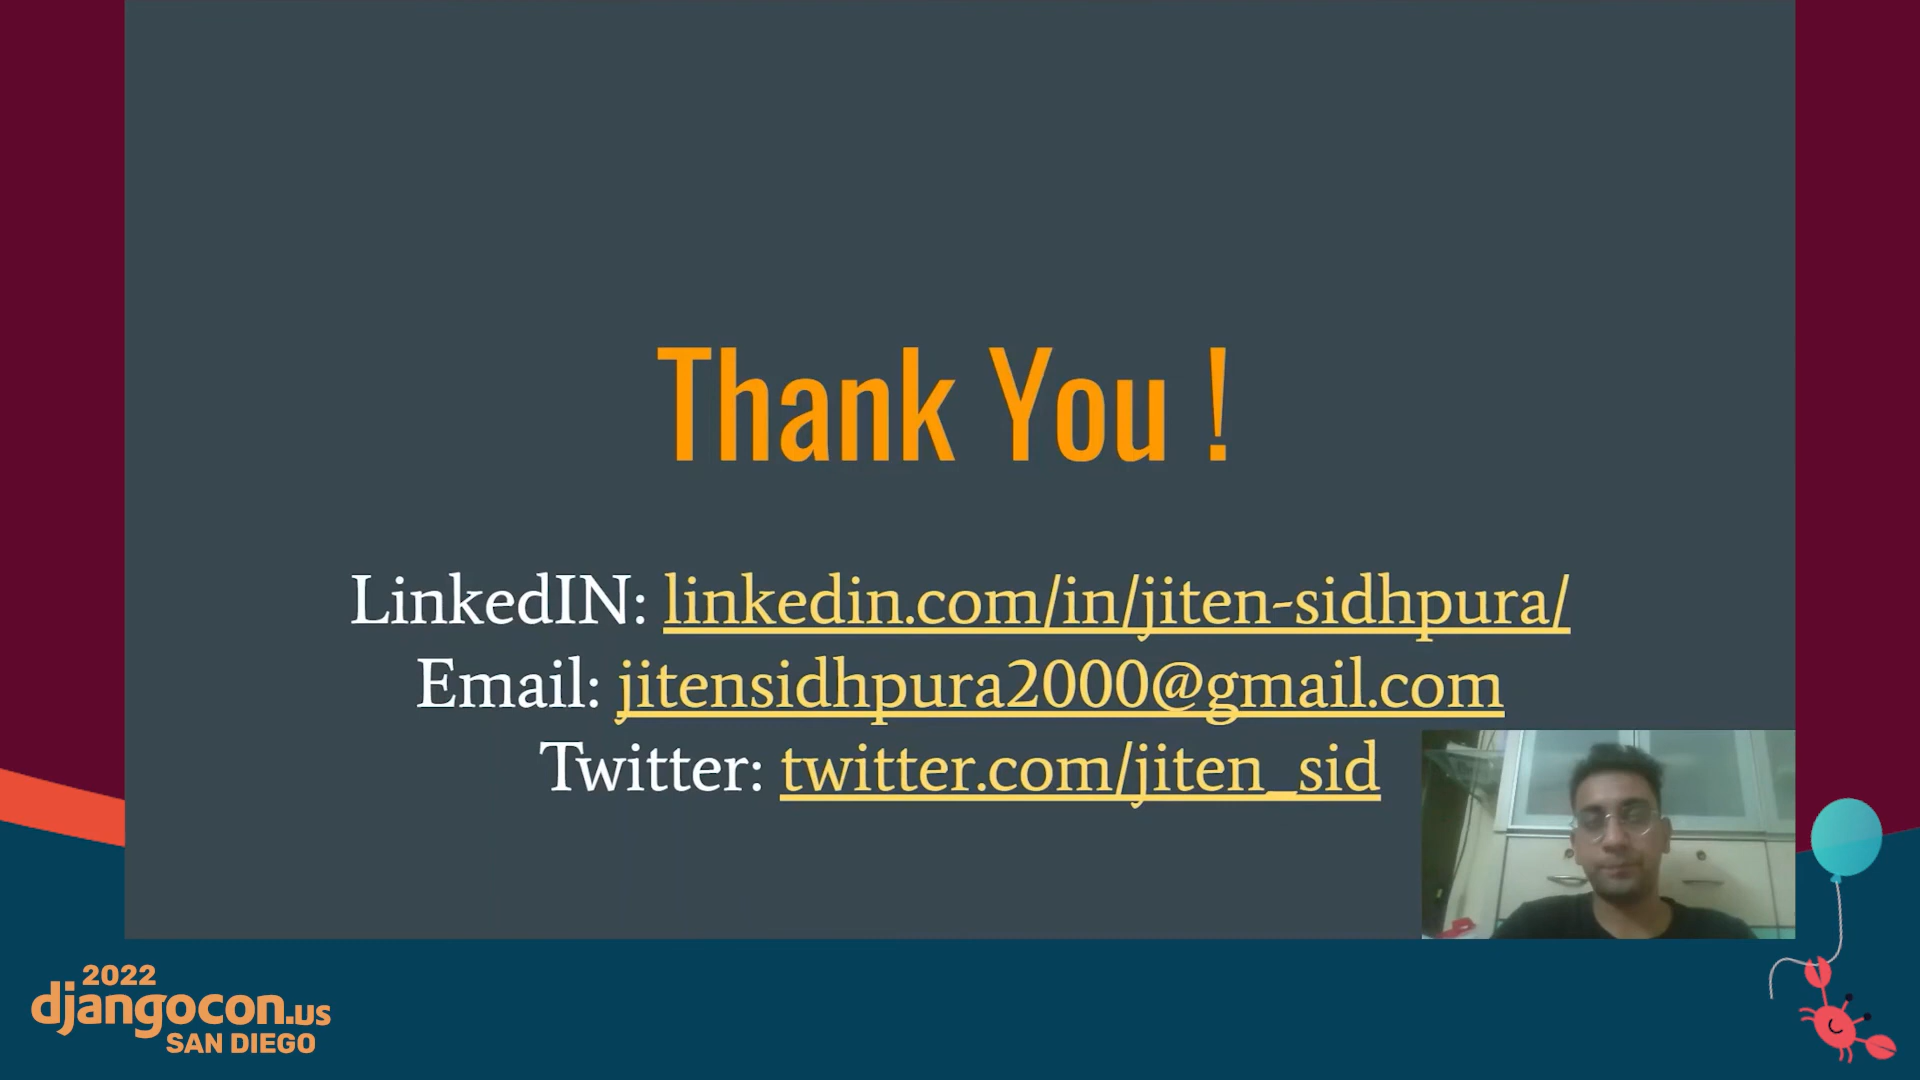 Thank You !
LinkedIN: linkedin.com/in/jiten-sidhpura/
Email: jitensidhpura2000@gmail.com
Twitter: twitter.com/jiten_sid
2022
djangocon.us
SAN DIEGO